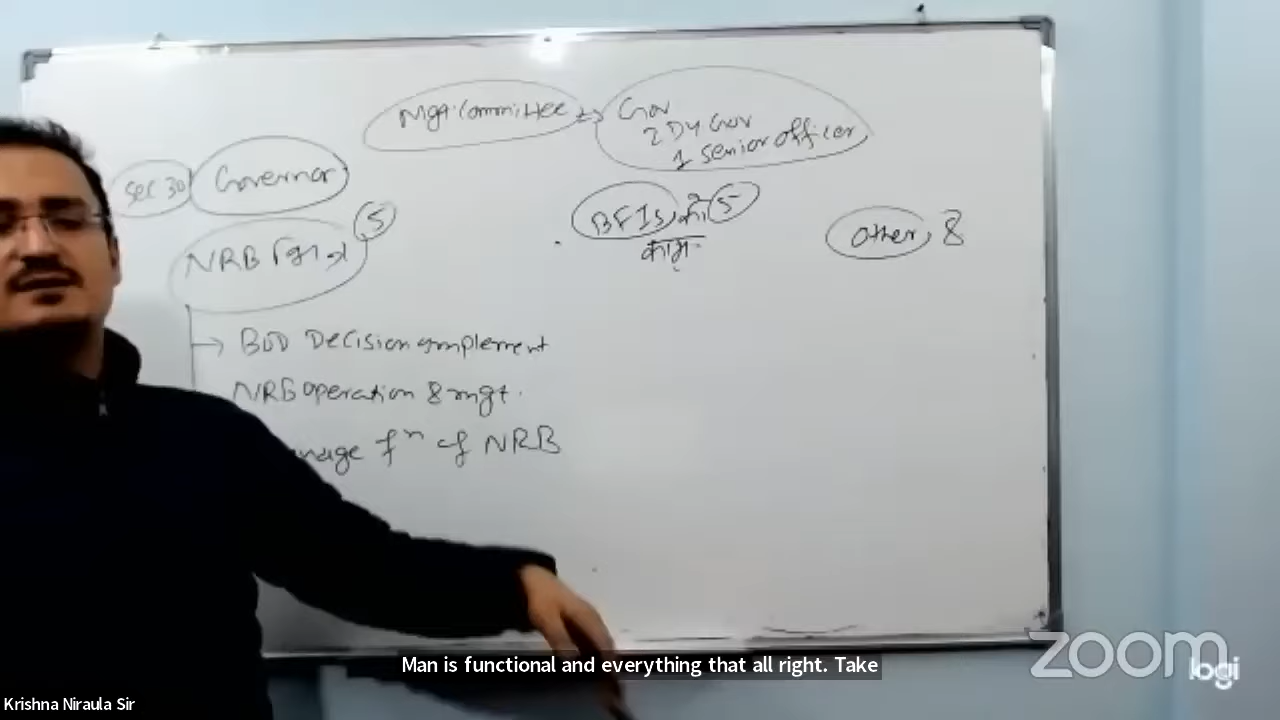 Mgt. Committee → Gov
2 Dy Gov
1 senior officer
Sec 30 Governor
NRB भित्र 5
BFIs को 5
काम
other 8
→ BOD Decision implement
NRB operation & mgt.
fⁿ of NRB
Man is functional and everything that all right. Take
Krishna Niraula Sir
ZOOM
logi